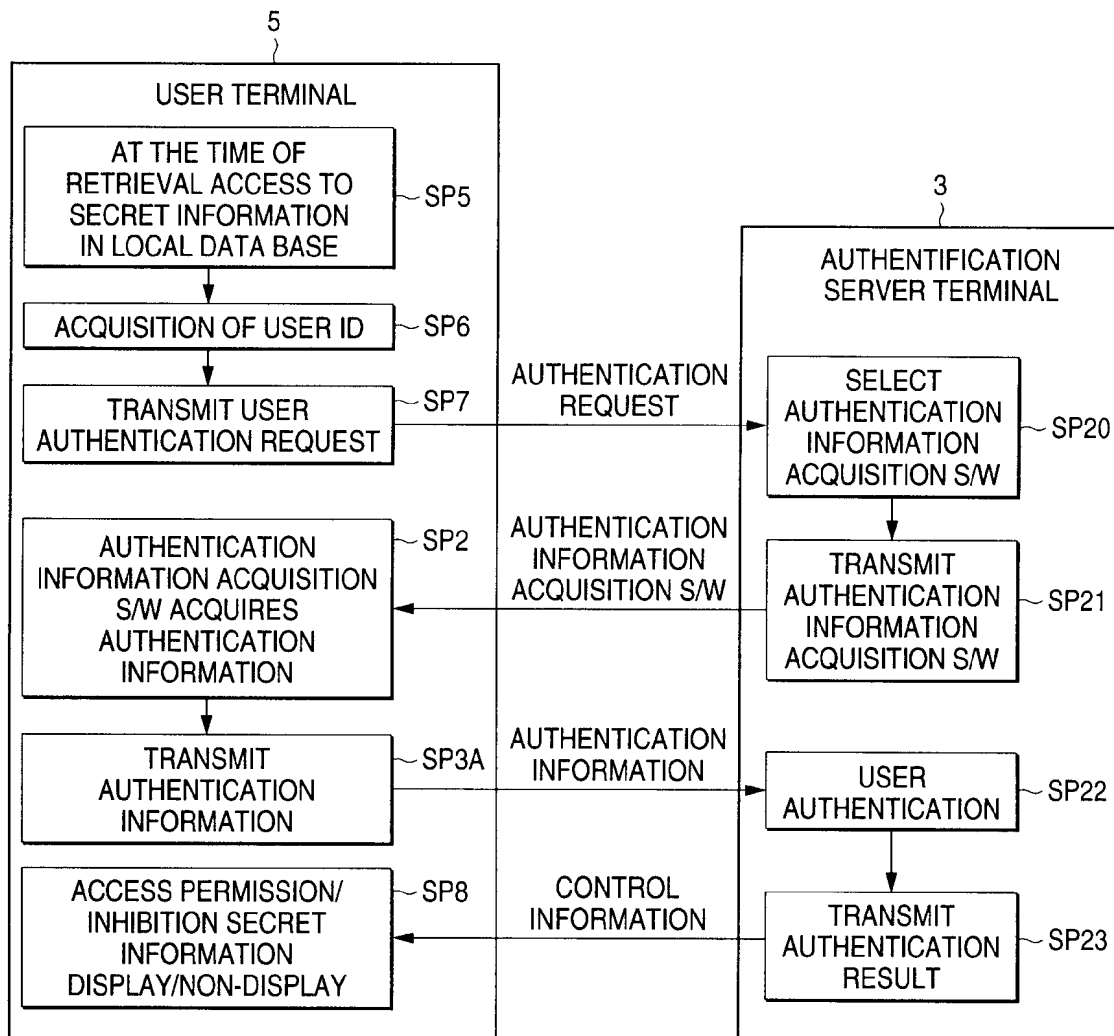 5
USER TERMINAL
AT THE TIME OF
RETRIEVAL ACCESS TO
SECRET INFORMATION
IN LOCAL DATA BASE
SP5
ACQUISITION OF USER ID
SP6
TRANSMIT USER
AUTHENTICATION REQUEST
SP7
AUTHENTICATION
REQUEST
3
AUTHENTIFICATION
SERVER TERMINAL
SELECT
AUTHENTICATION
INFORMATION
ACQUISITION S/W
SP20
TRANSMIT
AUTHENTICATION
INFORMATION
ACQUISITION S/W
SP21
AUTHENTICATION
INFORMATION
ACQUISITION S/W
AUTHENTICATION
INFORMATION ACQUISITION
S/W ACQUIRES
AUTHENTICATION
INFORMATION
SP2
TRANSMIT
AUTHENTICATION
INFORMATION
SP3A
AUTHENTICATION
INFORMATION
USER
AUTHENTICATION
SP22
TRANSMIT
AUTHENTICATION
RESULT
SP23
CONTROL
INFORMATION
ACCESS PERMISSION/
INHIBITION SECRET
INFORMATION
DISPLAY/NON-DISPLAY
SP8